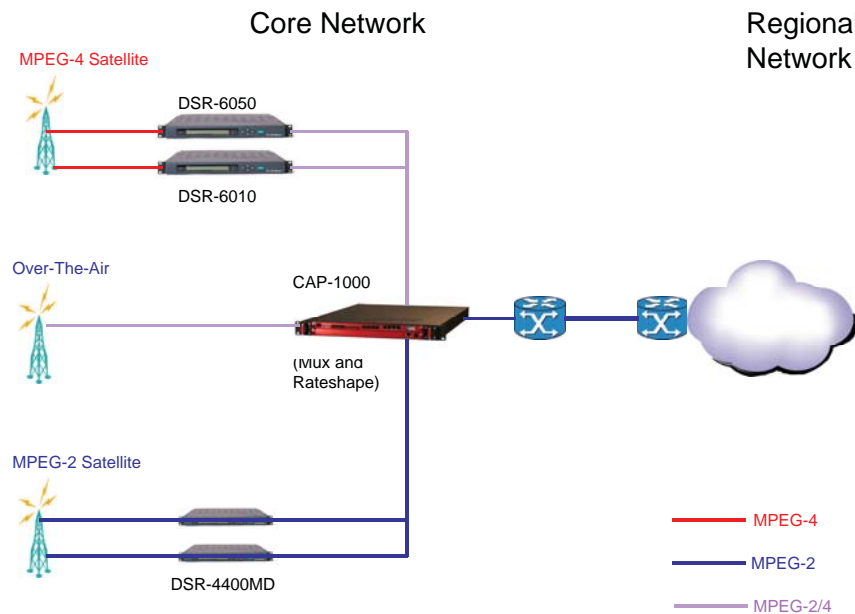 Core Network
Regiona
Network
MPEG-4 Satellite
DSR-6050
DSR-6010
Over-The-Air
CAP-1000
(Mux and
Rateshape)
MPEG-2 Satellite
DSR-4400MD
MPEG-4
MPEG-2
MPEG-2/4